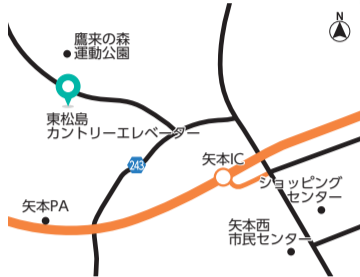 N
鷹来の森
運動公園
東松島
カントリーエレベーター
243
矢本IC
ショッピング
センター
矢本PA
矢本西
市民センター